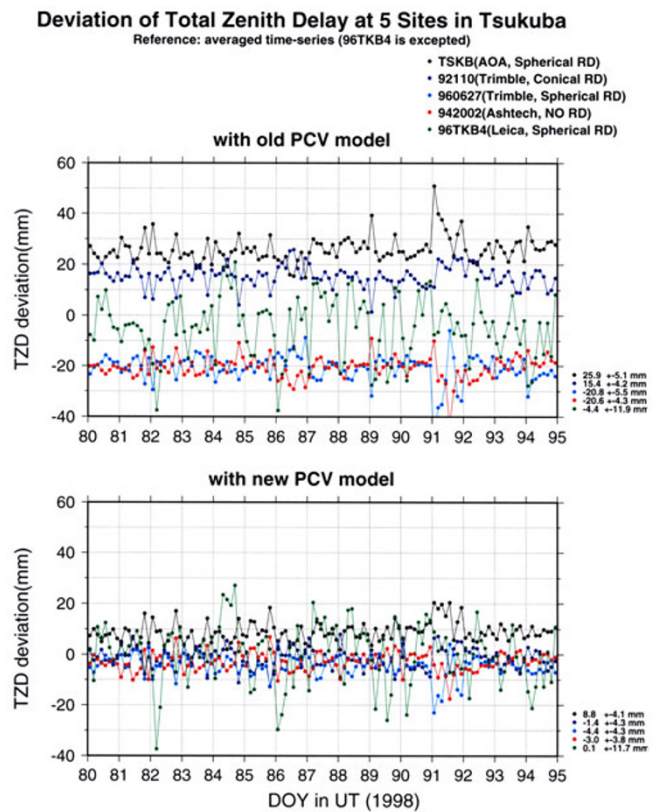 Deviation of Total Zenith Delay at 5 Sites in Tsukuba
Reference: averaged time-series (96TKB4 is excepted)
TSKB(AOA, Spherical RD)
92110(Trimble, Conical RD)
960627(Trimble, Spherical RD)
942002(Ashtech, NO RD)
96TKB4(Leica, Spherical RD)
with old PCV model
TZD deviation(mm)
60
40
20
0
-20
-40
25.9 +-5.1 mm
15.4 +-4.2 mm
-20.8 +-5.5 mm
-20.6 +-4.3 mm
-4.4 +-11.9 mm
80 81 82 83 84 85 86 87 88 89 90 91 92 93 94 95
with new PCV model
TZD deviation(mm)
60
40
20
0
-20
-40
8.8 +-4.1 mm
-1.4 +-4.3 mm
-4.4 +-4.3 mm
-3.0 +-3.8 mm
0.1 +-11.7 mm
80 81 82 83 84 85 86 87 88 89 90 91 92 93 94 95
DOY in UT (1998)